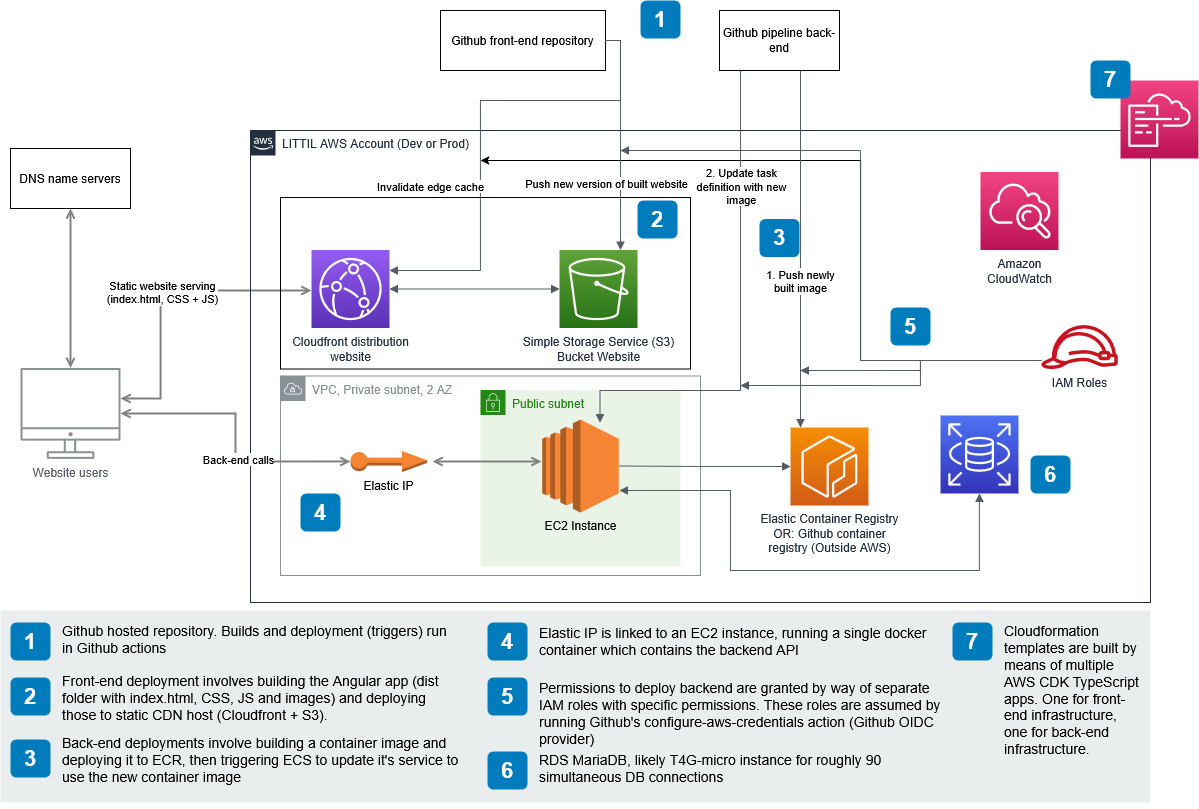 1
Github front-end repository
Github pipeline back-
end
7
aws
LITTIL AWS Account (Dev or Prod)
DNS name servers
Invalidate edge cache
Push new version of built website
2. Update task
definition with new
image
2
3
Amazon
CloudWatch
1. Push newly
built image
Static website serving
(index.html, CSS + JS)
Cloudfront distribution
website
Simple Storage Service (S3)
Bucket Website
5
IAM Roles
VPC, Private subnet, 2 AZ
Public subnet
Website users
Back-end calls
Elastic IP
4
EC2 Instance
Elastic Container Registry
OR: Github container
registry (Outside AWS)
6
1
Github hosted repository. Builds and deployment (triggers) run
in Github actions
2
Front-end deployment involves building the Angular app (dist
folder with index.html, CSS, JS and images) and deploying
those to static CDN host (Cloudfront + S3).
3
Back-end deployments involve building a container image and
deploying it to ECR, then triggering ECS to update it's service to
use the new container image
4
Elastic IP is linked to an EC2 instance, running a single docker
container which contains the backend API
5
Permissions to deploy backend are granted by way of separate
IAM roles with specific permissions. These roles are assumed by
running Github's configure-aws-credentials action (Github OIDC
provider)
6
RDS MariaDB, likely T4G-micro instance for roughly 90
simultaneous DB connections
7
Cloudformation
templates are built by
means of multiple
AWS CDK TypeScript
apps. One for front-
end infrastructure,
one for back-end
infrastructure.